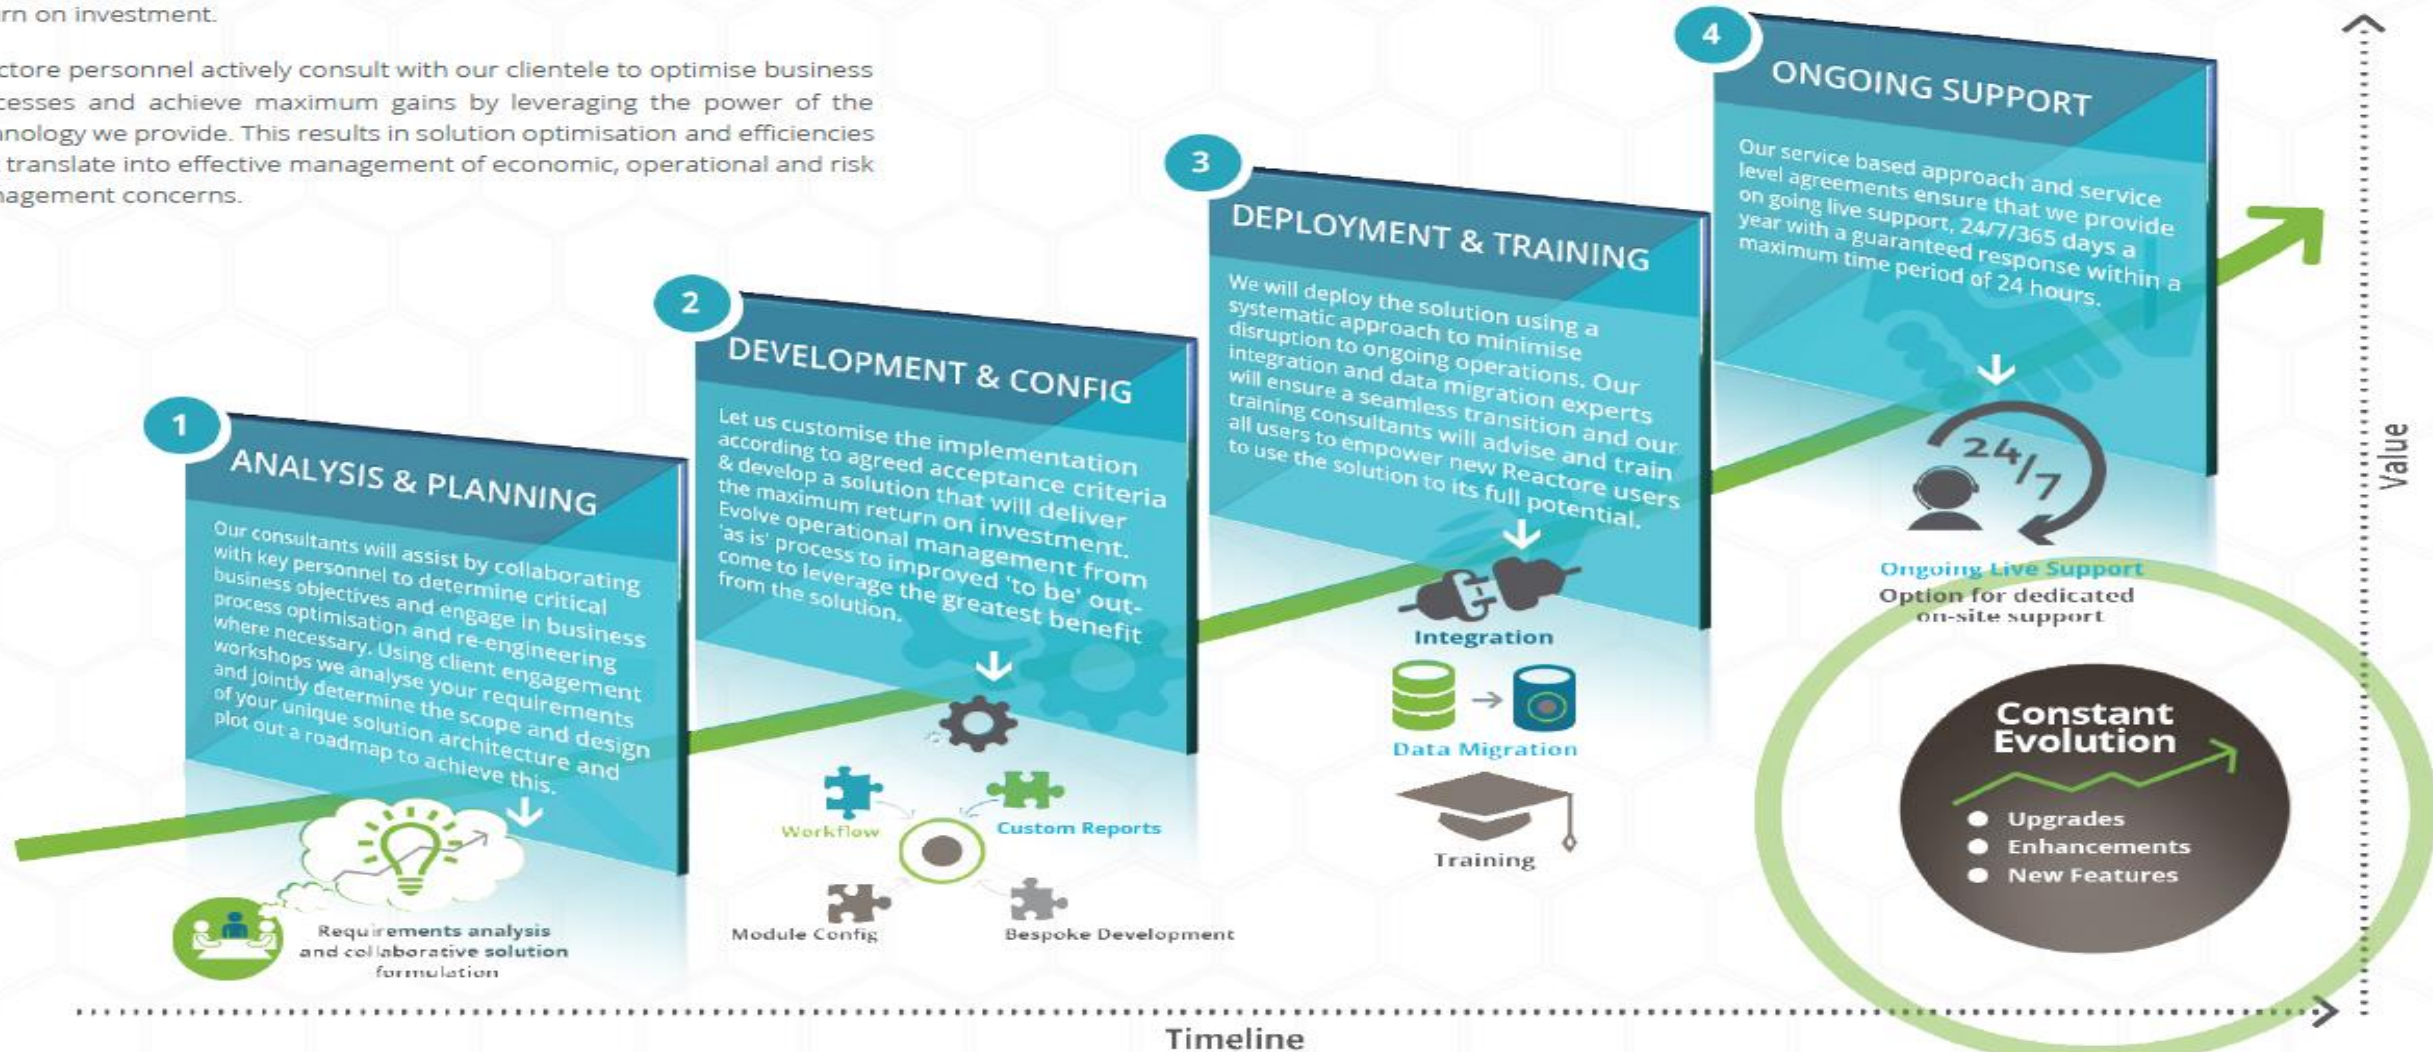 rn on investment.
ctore personnel actively consult with our clientele to optimise business
cesses and achieve maximum gains by leveraging the power of the
nology we provide. This results in solution optimisation and efficiencies
translate into effective management of economic, operational and risk
agement concerns.
1
ANALYSIS & PLANNING
Our consultants will assist by collaborating
with key personnel to determine critical
business objectives and engage in business
process optimisation and re-engineering
where necessary. Using client engagement
workshops we analyse your requirements
and jointly determine the scope and design
of your unique solution architecture and
plot out a roadmap to achieve this.
Requirements analysis
and collaborative solution
formulation
2
DEVELOPMENT & CONFIG
Let us customise the implementation
according to agreed acceptance criteria
& develop a solution that will deliver
the maximum return on investment.
Evolve operational management from
'as is' process to improved 'to be' out-
come to leverage the greatest benefit
from the solution.
Workflow
Custom Reports
Module Config
Bespoke Development
3
DEPLOYMENT & TRAINING
We will deploy the solution using a
systematic approach to minimise
disruption to ongoing operations. Our
integration and data migration experts
will ensure a seamless transition and our
training consultants will advise and train
all users to empower new Reactore users
to use the solution to its full potential.
Integration
Data Migration
Training
4
ONGOING SUPPORT
Our service based approach and service
level agreements ensure that we provide
on going live support, 24/7/365 days a
year with a guaranteed response within a
maximum time period of 24 hours.
24/7
Ongoing Live Support
Option for dedicated
on-site support
Constant
Evolution
Upgrades
Enhancements
New Features
Value
Timeline